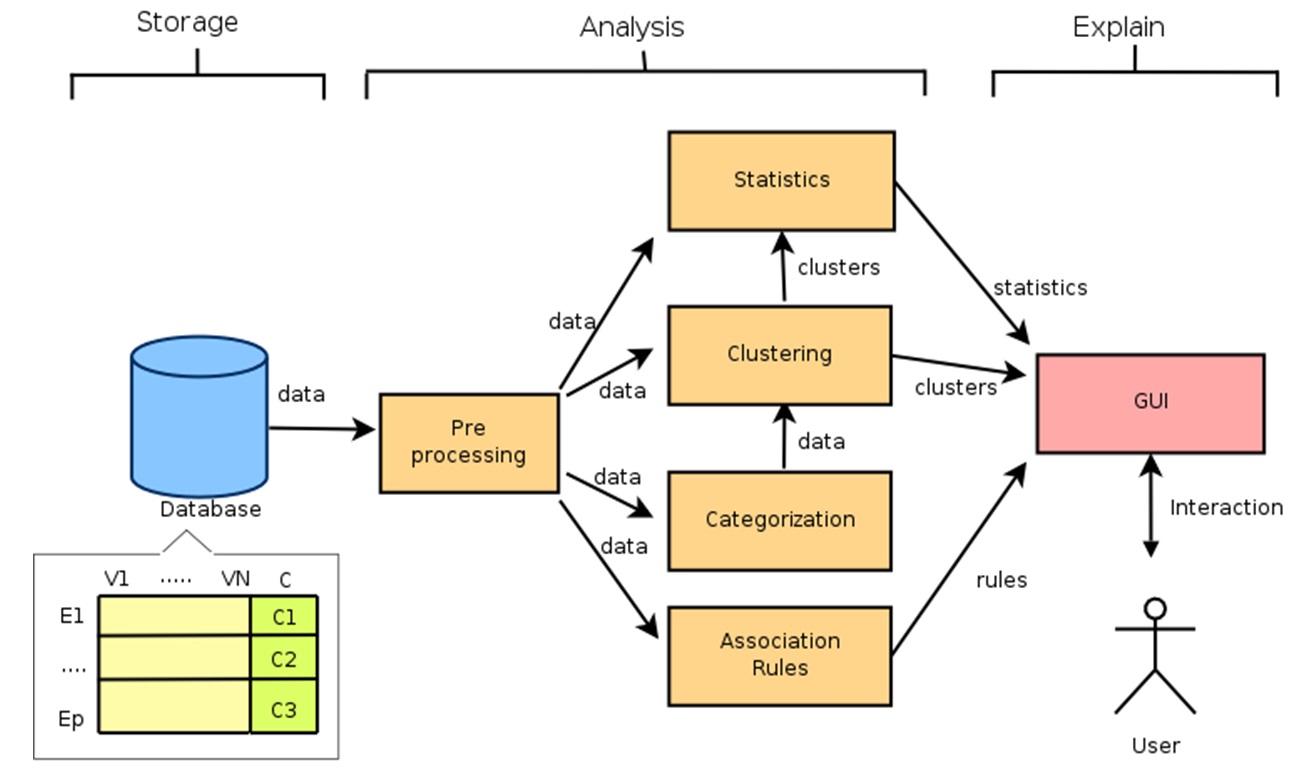 Storage
Analysis
Explain
Statistics
clusters
statistics
data
Clustering
data
clusters
data
Pre
processing
GUI
data
data
Categorization
data
Database
Interaction
V1 ..... VN C
E1 C1
.... C2
Ep C3
Association
Rules
rules
User